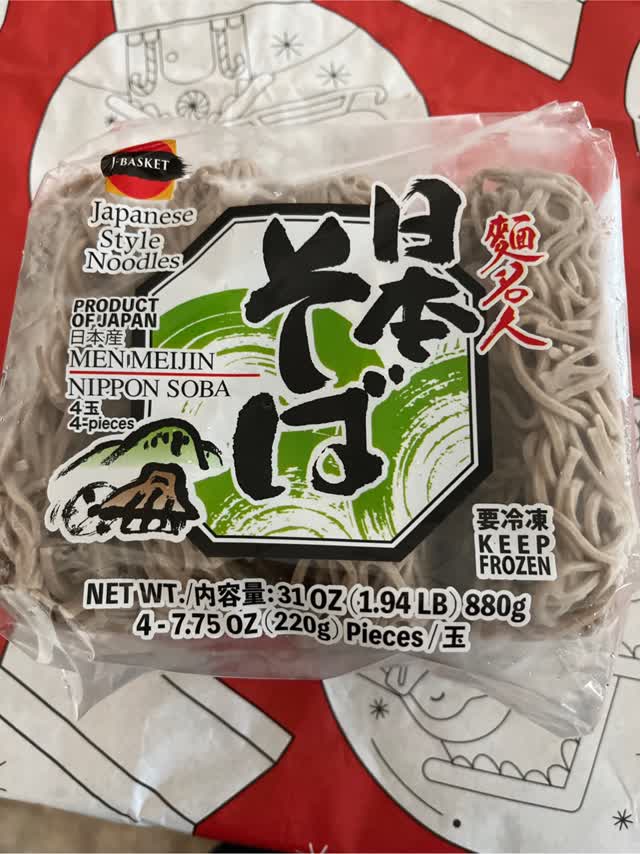 J-BASKET
Japanese
Style
Noodles
PRODUCT
OF JAPAN
日本産
MEN MEIJIN
NIPPON SOBA
4玉
4-pieces
日本
そば
麵名人
要冷凍
KEEP
FROZEN
NET WT./内容量:31 OZ (1.94 LB) 880g
4-7.75 OZ (220g) Pieces/玉